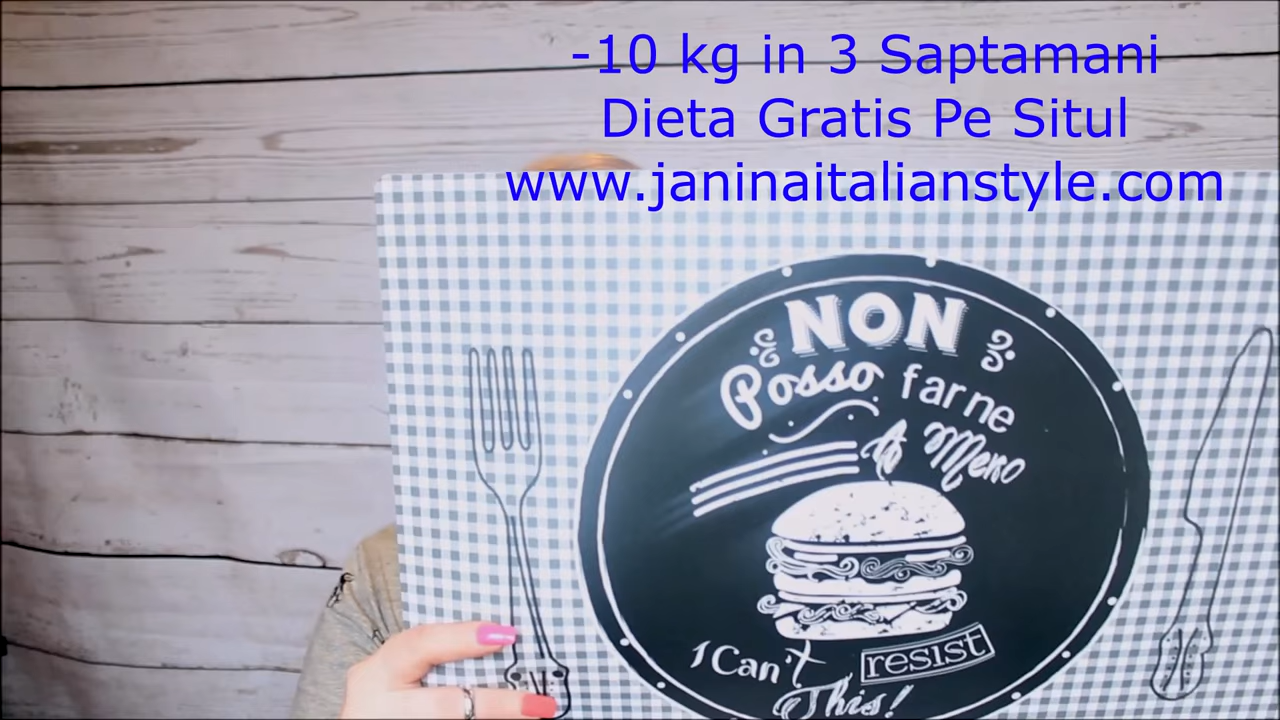 -10 kg in 3 Saptamani
Dieta Gratis Pe Situl
www.janinaitalianstyle.com
NON
Posso farne
A Meno
I Can't resist
This!